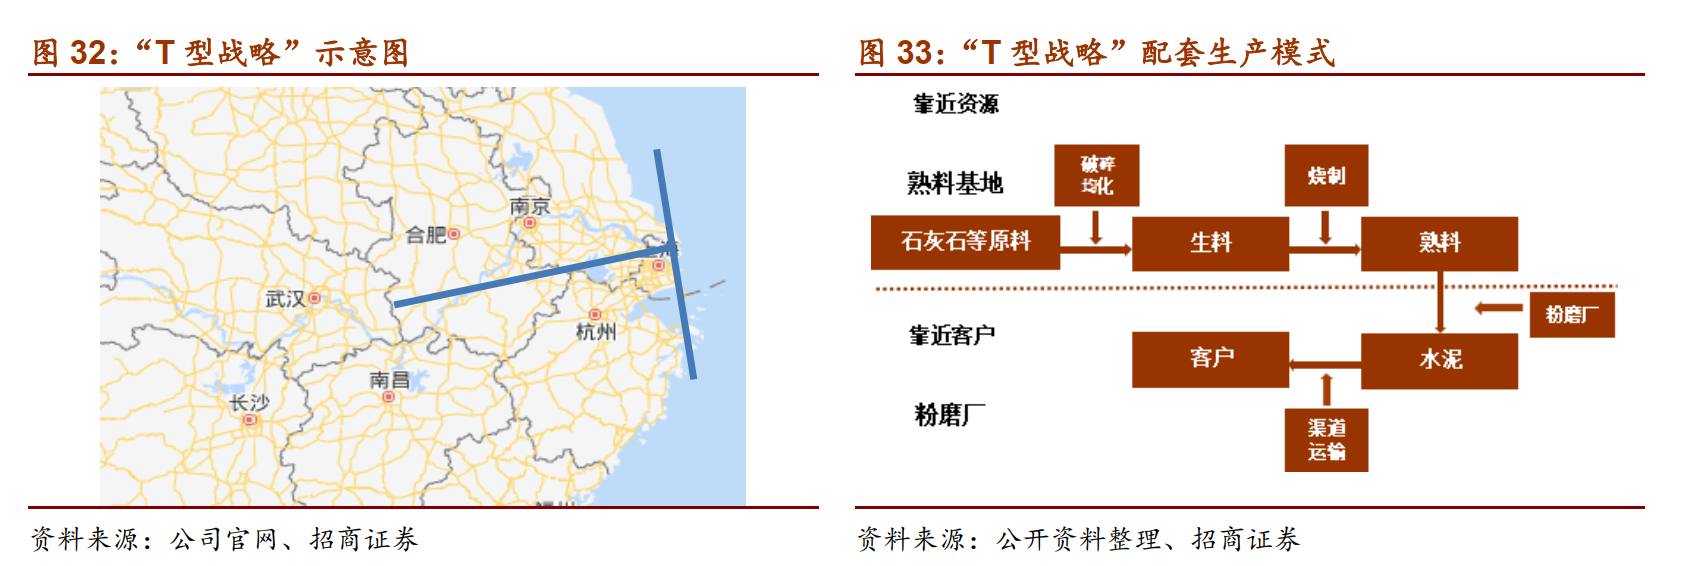 图 32：“T 型战略”示意图
南京
合肥
上海
武汉
杭州
南昌
长沙
资料来源：公司官网、招商证券
图 33：“T 型战略”配套生产模式
靠近资源
熟料基地
破碎
均化
烧制
石灰石等原料
生料
熟料
粉磨厂
靠近客户
客户
水泥
粉磨厂
渠道
运输
资料来源：公开资料整理、招商证券